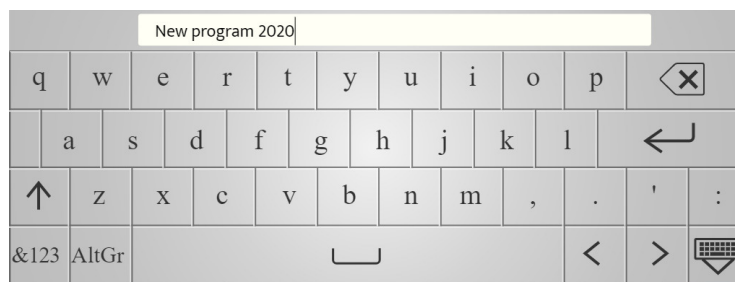 New program 2020
q w e r t y u i o p
a s d f g h j k l
z x c v b n m , . ' :
&123 AltGr < >